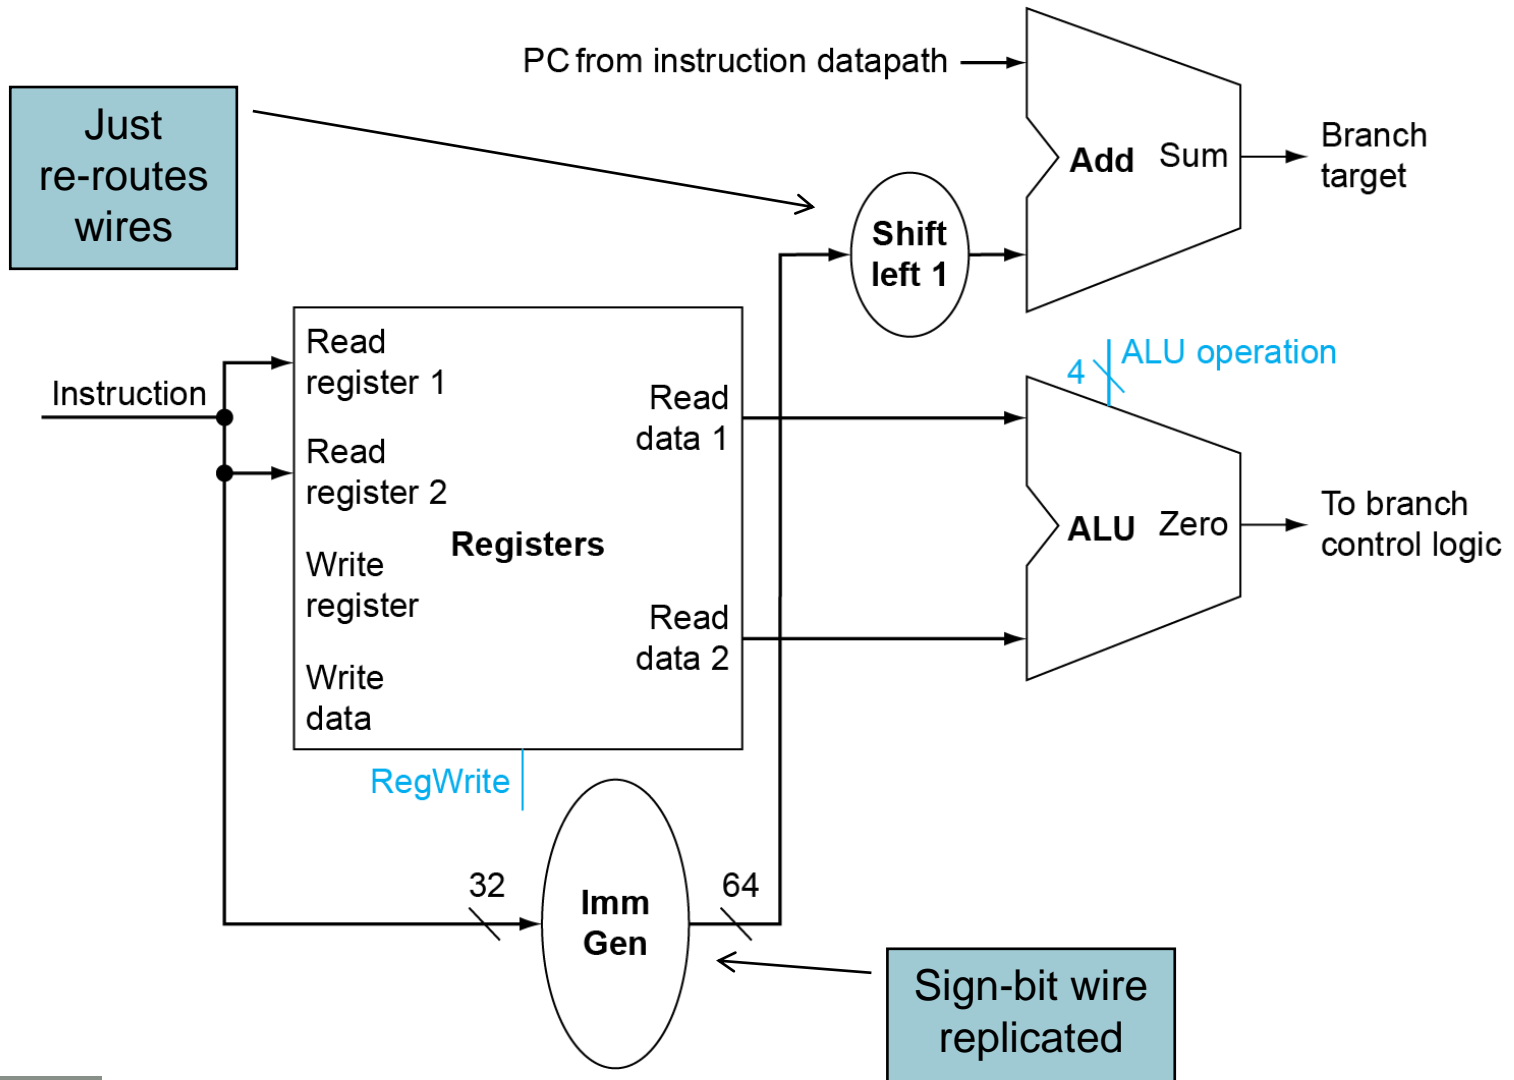 PC from instruction datapath
Just
re-routes
wires
Add
Sum
Branch
target
Shift
left 1
ALU operation
4
Instruction
Read
register 1
Read
data 1
Read
register 2
Registers
ALU
Zero
To branch
control logic
Write
register
Read
data 2
Write
data
RegWrite
32
64
Imm
Gen
Sign-bit wire
replicated